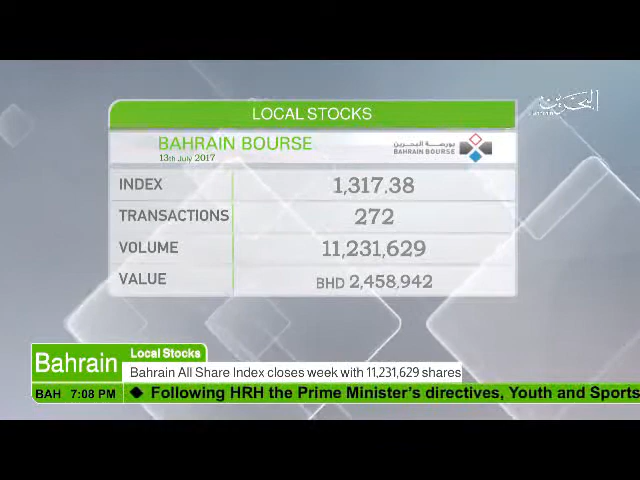 LOCAL STOCKS
البحرين
BAHRAIN BOURSE
13th July 2017
بورصة البحرين
BAHRAIN BOURSE
INDEX 1,317.38
TRANSACTIONS 272
VOLUME 11,231,629
VALUE BHD 2,458,942
Bahrain
Local Stocks
Bahrain All Share Index closes week with 11,231,629 shares
BAH 7:08 PM ◆ Following HRH the Prime Minister's directives, Youth and Sports